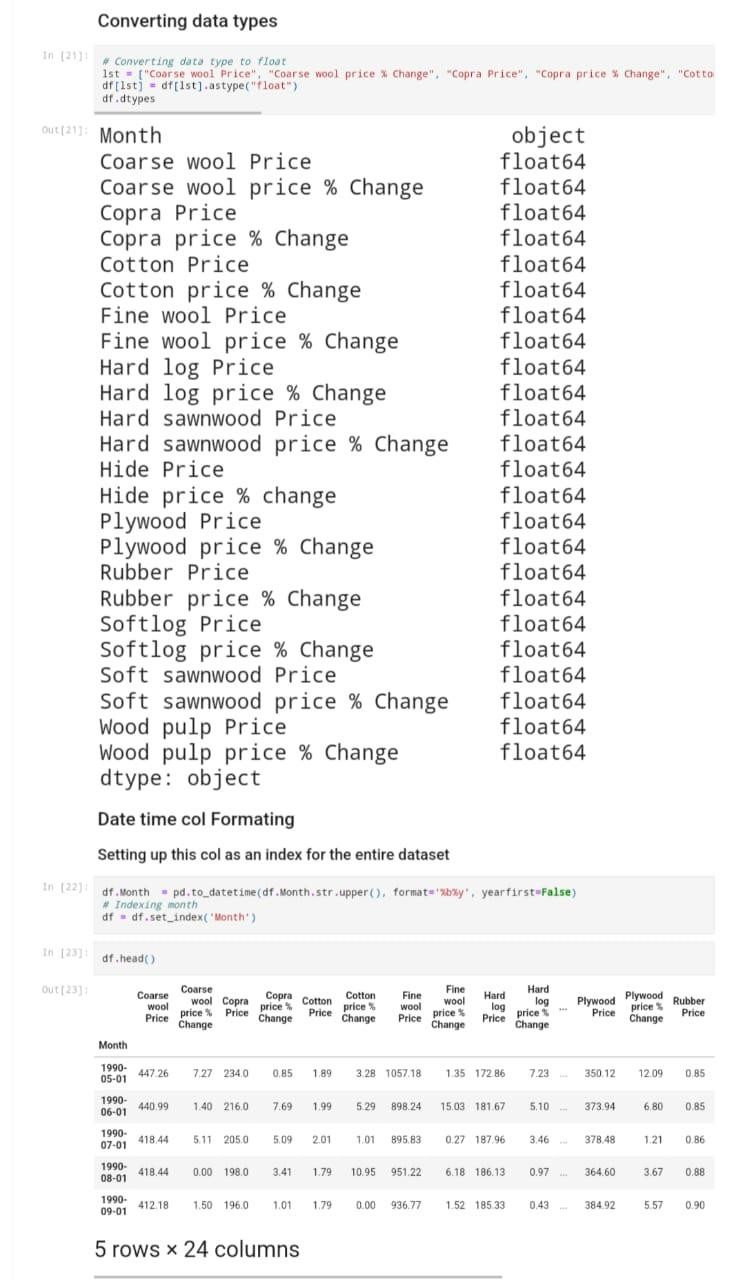 Converting data types
In [21]:
# Converting data type to float
lst = ["Coarse wool Price", "Coarse wool price % Change", "Copra Price", "Copra price % Change", "Cotto
df[lst] = df[lst].astype("float")
df.dtypes
Out[21]:
Month object
Coarse wool Price float64
Coarse wool price % Change float64
Copra Price float64
Copra price % Change float64
Cotton Price float64
Cotton price % Change float64
Fine wool Price float64
Fine wool price % Change float64
Hard log Price float64
Hard log price % Change float64
Hard sawnwood Price float64
Hard sawnwood price % Change float64
Hide Price float64
Hide price % change float64
Plywood Price float64
Plywood price % Change float64
Rubber Price float64
Rubber price % Change float64
Softlog Price float64
Softlog price % Change float64
Soft sawnwood Price float64
Soft sawnwood price % Change float64
Wood pulp Price float64
Wood pulp price % Change float64
dtype: object
Date time col Formating
Setting up this col as an index for the entire dataset
In [22]:
df.Month = pd.to_datetime(df.Month.str.upper(), format='%b%y', yearfirst=False)
# Indexing month
df = df.set_index('Month')
In [23]:
df.head()
Out[23]:
Coarse wool Price Coarse wool price % Change Copra Price Copra price % Change Cotton Price Cotton price % Change Fine wool Price Fine wool price % Change Hard log Price Hard log price % Change ... Plywood Price Plywood price % Change Rubber Price
Month
1990-05-01 447.26 7.27 234.0 0.85 1.89 3.28 1057.18 1.35 172.86 7.23 ... 350.12 12.09 0.85
1990-06-01 440.99 1.40 216.0 7.69 1.99 5.29 898.24 15.03 181.67 5.10 ... 373.94 6.80 0.85
1990-07-01 418.44 5.11 205.0 5.09 2.01 1.01 895.83 0.27 187.96 3.46 ... 378.48 1.21 0.86
1990-08-01 418.44 0.00 198.0 3.41 1.79 10.95 951.22 6.18 186.13 0.97 ... 364.60 3.67 0.88
1990-09-01 412.18 1.50 196.0 1.01 1.79 0.00 936.77 1.52 185.33 0.43 ... 384.92 5.57 0.90
5 rows × 24 columns